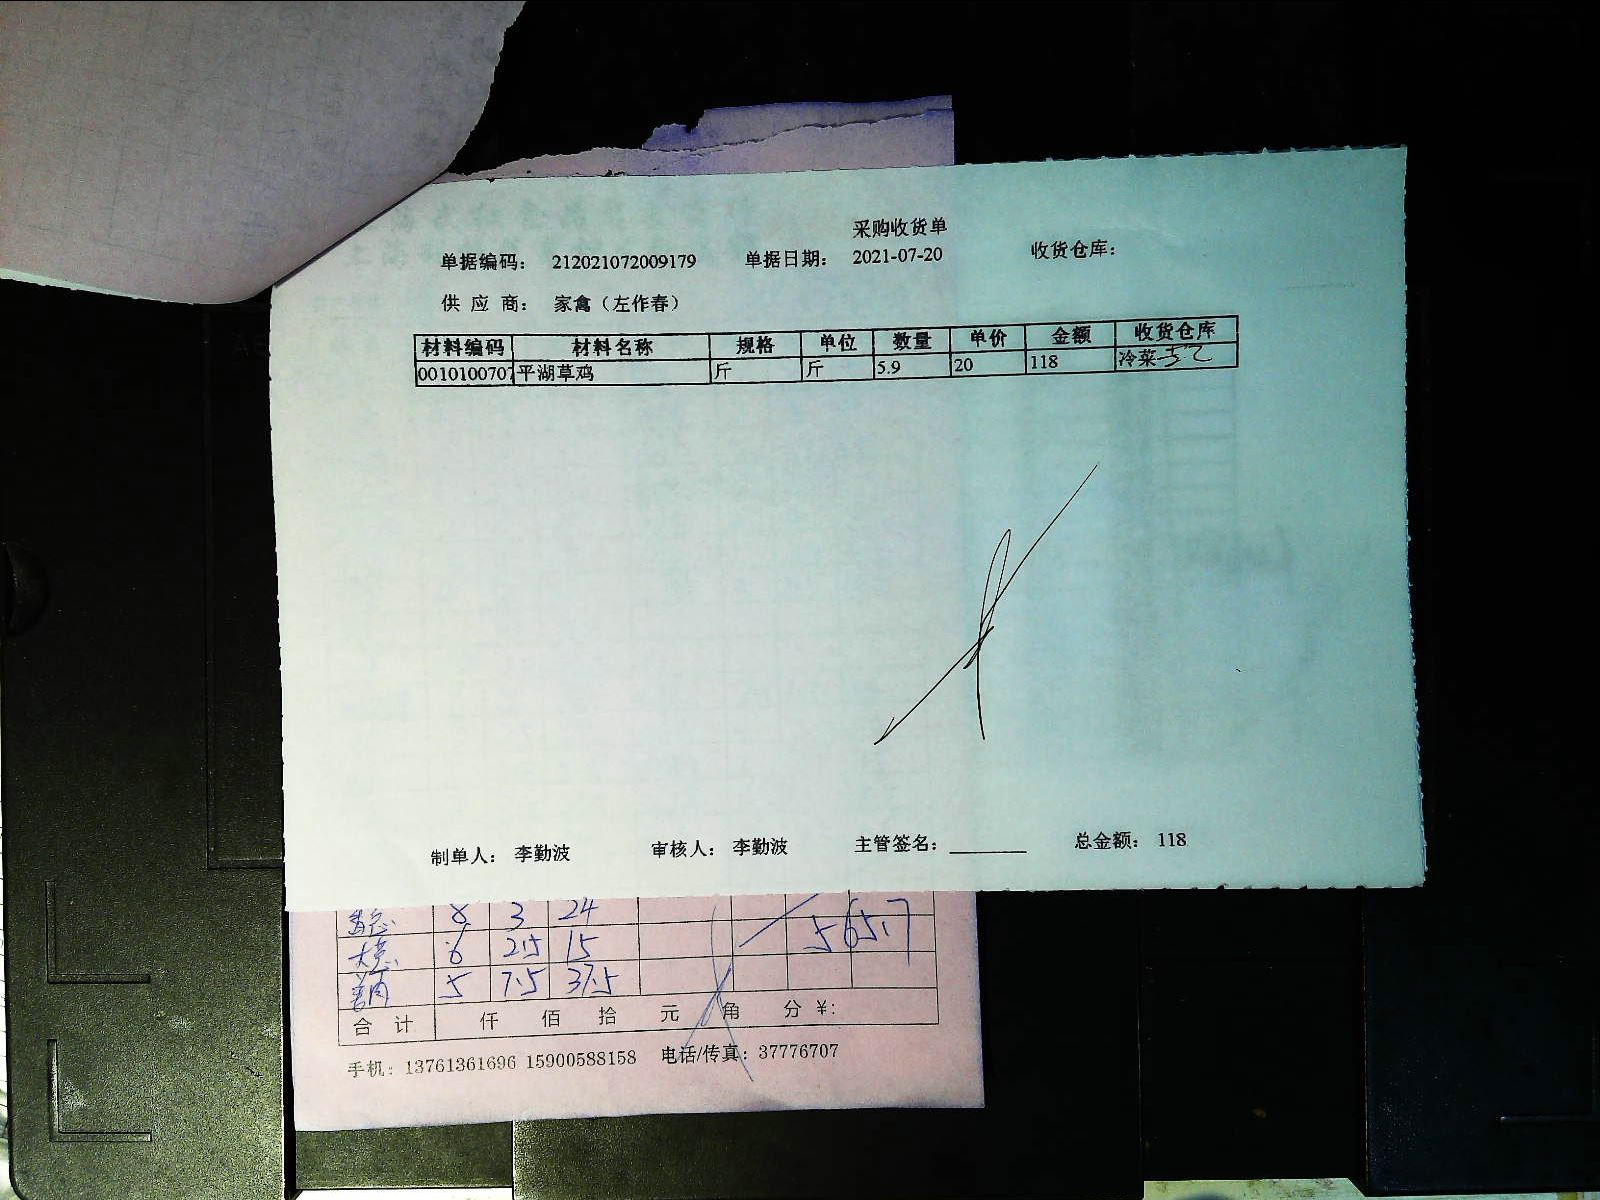 采购收货单
单据编码： 212021072009179 单据日期： 2021-07-20 收货仓库：
供 应 商： 家禽（左作春）
材料编码 材料名称 规格 单位 数量 单价 金额 收货仓库
0010100707 平湖草鸡 斤 斤 5.9 20 118 冷菜
制单人： 李勤波 审核人： 李勤波 主管签名： 总金额： 118
8 3 24
6 2.5 15 565.7
5 7.5 37.5
合 计 仟 佰 拾 元 角 分 ¥:
手机：13761361696 15900588158 电话/传真：37776707